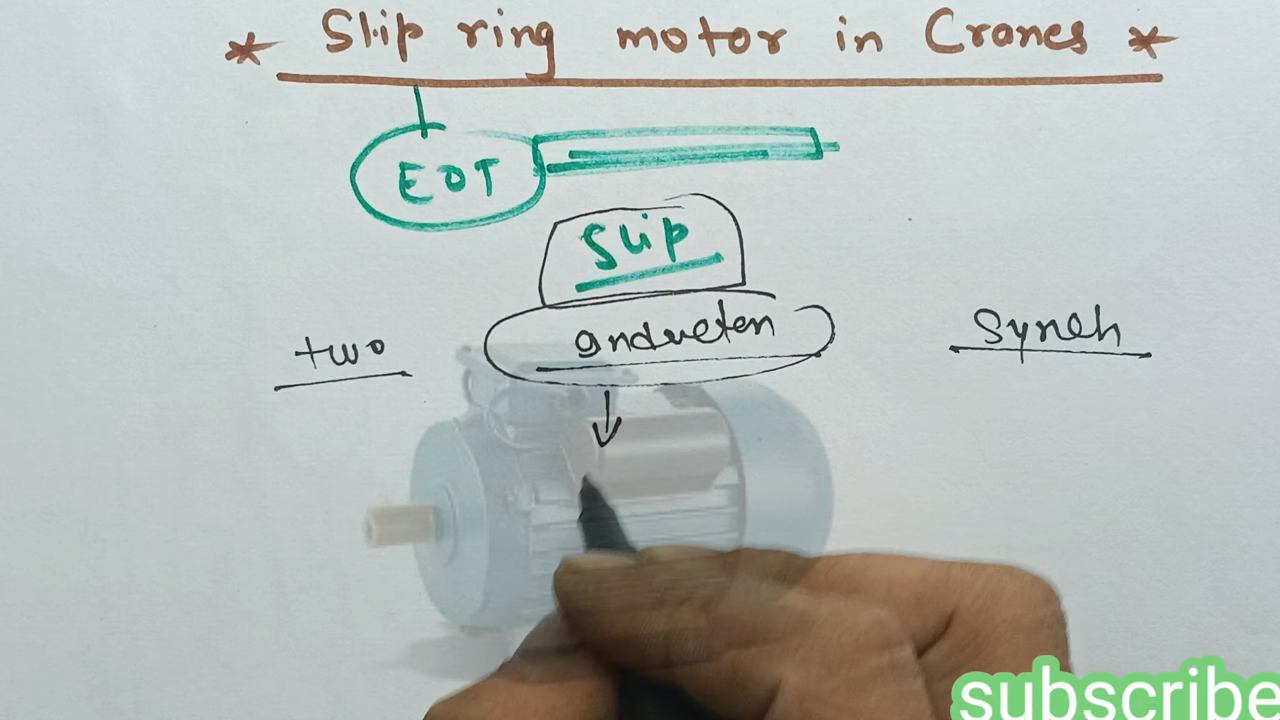 * Slip ring motor in Cranes *
EOT
Slip
two induction Synch
subscribe